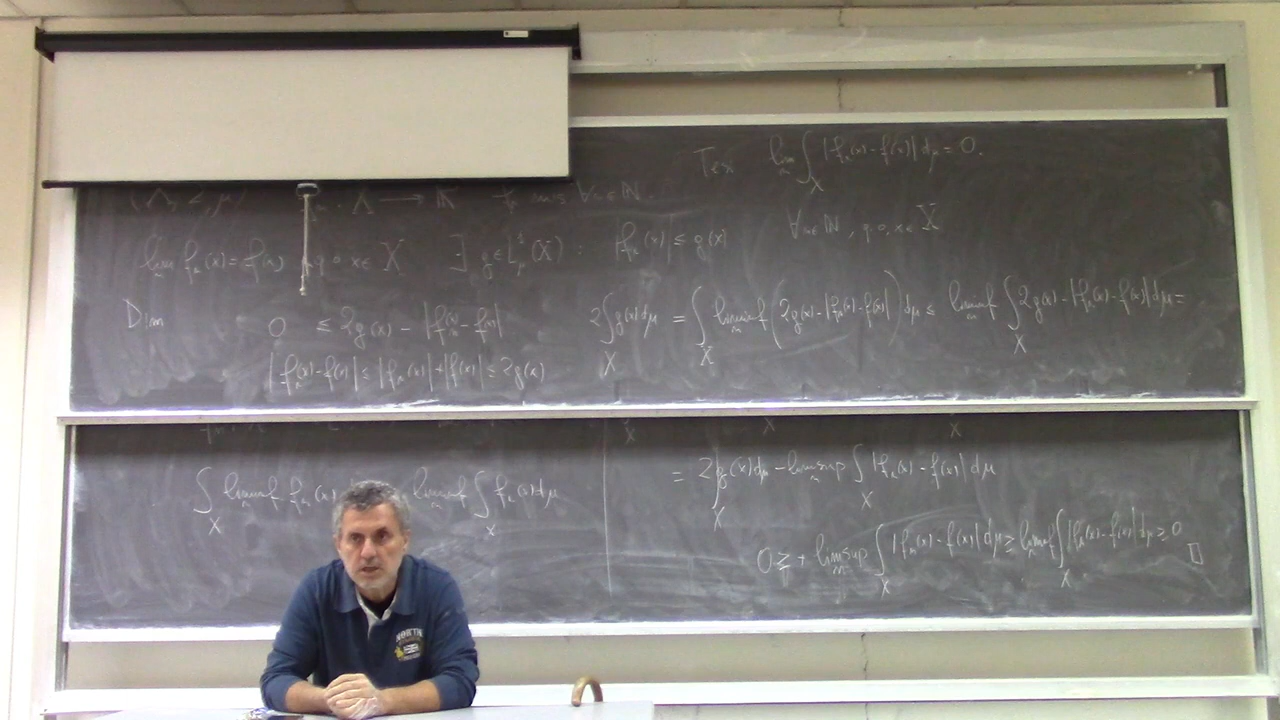 Tesi lim_n ∫_X |f_n(x)-f(x)| dμ = 0.
(X, Σ, μ) f_n : X → ℝ f_n mis ∀n∈ℕ.
lim_n f_n(x) = f(x) q.o. x∈X ∃ g∈L¹_μ(X) : |f_n(x)| ≤ g(x) ∀n∈ℕ, q.o. x∈X
Dim 0 ≤ 2g(x) - |f_n(x) - f(x)| 2∫_X g(x)dμ = ∫_X liminf_n (2g(x) - |f_n(x)-f(x)|) dμ ≤ liminf_n ∫_X 2g(x) - |f_n(x)-f(x)| dμ =
|f_n(x)-f(x)| ≤ |f_n(x)|+|f(x)| ≤ 2g(x)
∫_X liminf_n f_n(x) liminf_n ∫_X f_n(x)dμ
= 2∫_X g(x)dμ - limsup_n ∫_X |f_n(x) - f(x)| dμ
0 ≥ + limsup_n ∫_X |f_n(x)-f(x)| dμ ≥ liminf_n ∫_X |f_n(x)-f(x)| dμ ≥ 0 □
NORTH